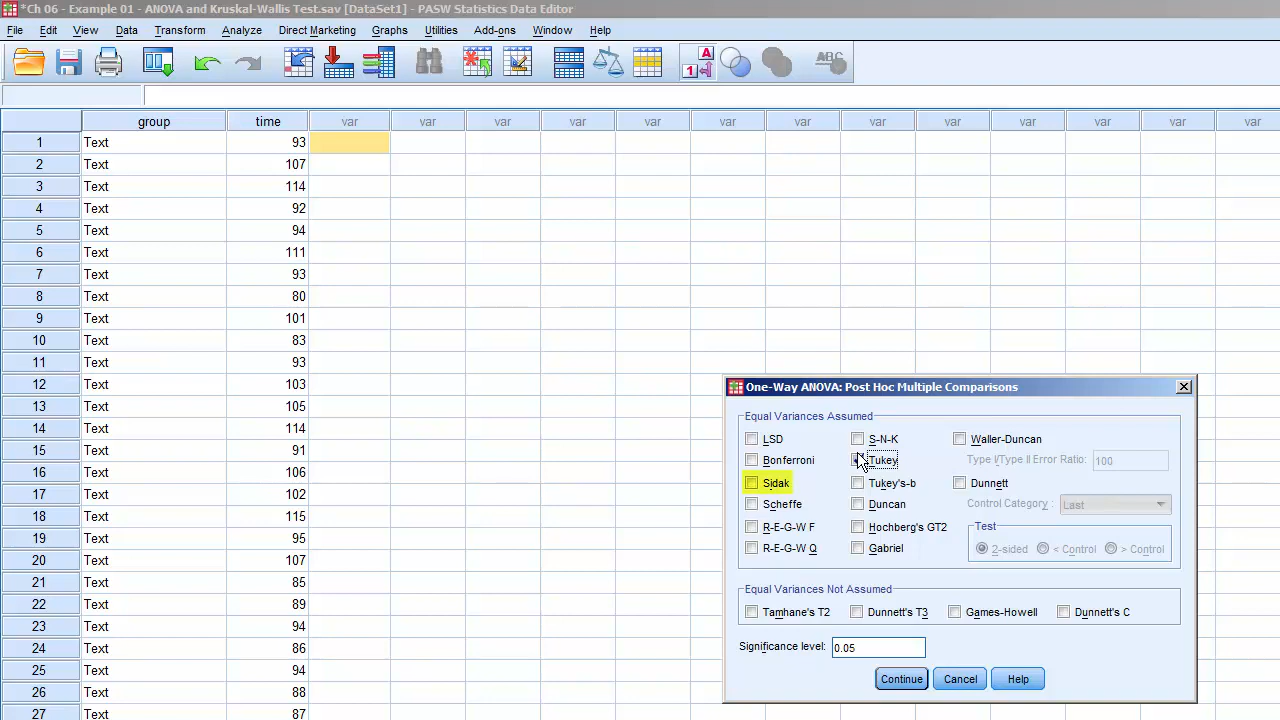 *Ch 06 - Example 01 - ANOVA and Kruskal-Wallis Test.sav [DataSet1] - PASW Statistics Data Editor
File Edit View Data Transform Analyze Direct Marketing Graphs Utilities Add-ons Window Help
A
1
ABC
group time var var var var var var var var var var var var var
1 Text 93
2 Text 107
3 Text 114
4 Text 92
5 Text 94
6 Text 111
7 Text 93
8 Text 80
9 Text 101
10 Text 83
11 Text 93
12 Text 103
13 Text 105
14 Text 114
15 Text 91
16 Text 106
17 Text 102
18 Text 115
19 Text 95
20 Text 107
21 Text 85
22 Text 89
23 Text 94
24 Text 86
25 Text 94
26 Text 88
27 Text 87
One-Way ANOVA: Post Hoc Multiple Comparisons
Equal Variances Assumed
LSD S-N-K Waller-Duncan
Bonferroni Tukey Type I/Type II Error Ratio: 100
Sidak Tukey's-b Dunnett
Scheffe Duncan Control Category : Last
R-E-G-W F Hochberg's GT2 Test
R-E-G-W Q Gabriel 2-sided < Control > Control
Equal Variances Not Assumed
Tamhane's T2 Dunnett's T3 Games-Howell Dunnett's C
Significance level: 0.05
Continue Cancel Help